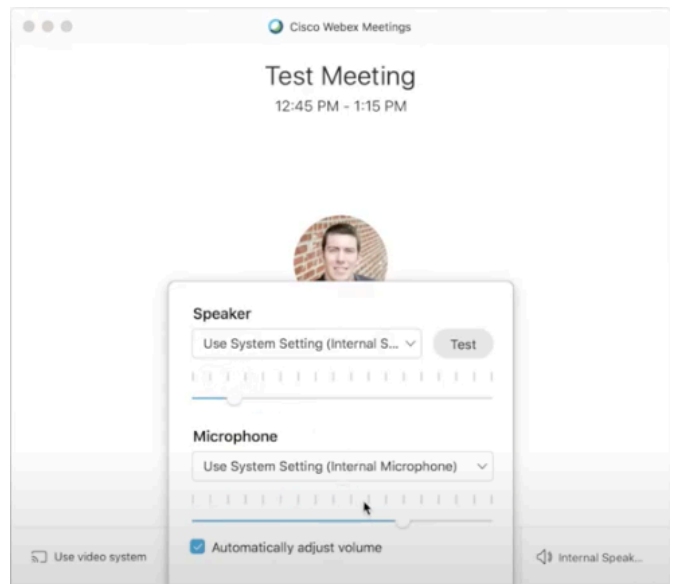 Cisco Webex Meetings
Test Meeting
12:45 PM - 1:15 PM
Speaker
Use System Setting (Internal S...
Test
Microphone
Use System Setting (Internal Microphone)
Automatically adjust volume
Use video system
Internal Speak...